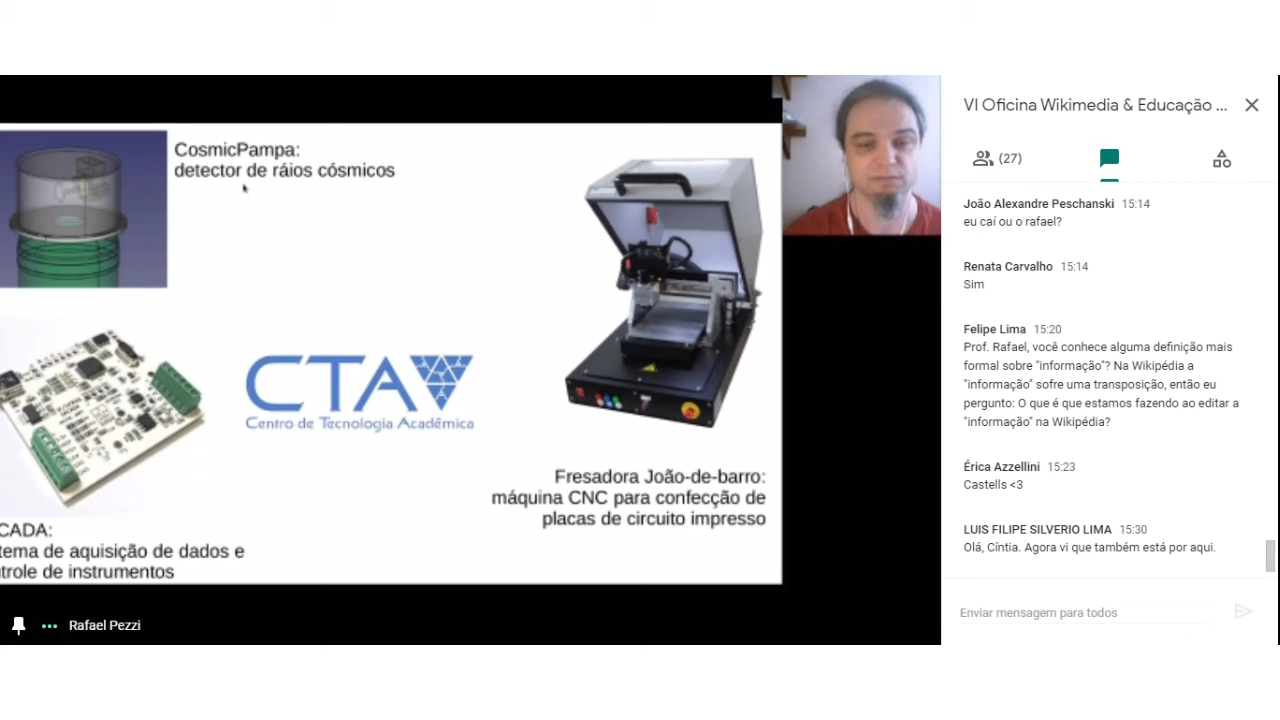 CosmicPampa:
detector de ráios cósmicos
CTA
Centro de Tecnologia Acadêmica
Fresadora João-de-barro:
máquina CNC para confecção de
placas de circuito impresso
CADA:
tema de aquisição de dados e
trole de instrumentos
Rafael Pezzi
VI Oficina Wikimedia & Educação ...
(27)
João Alexandre Peschanski 15:14
eu caí ou o rafael?
Renata Carvalho 15:14
Sim
Felipe Lima 15:20
Prof. Rafael, você conhece alguma definição mais
formal sobre "informação"? Na Wikipédia a
"informação" sofre uma transposição, então eu
pergunto: O que é que estamos fazendo ao editar a
"informação" na Wikipédia?
Érica Azzellini 15:23
Castells <3
LUIS FILIPE SILVERIO LIMA 15:30
Olá, Cíntia. Agora vi que também está por aqui.
Enviar mensagem para todos